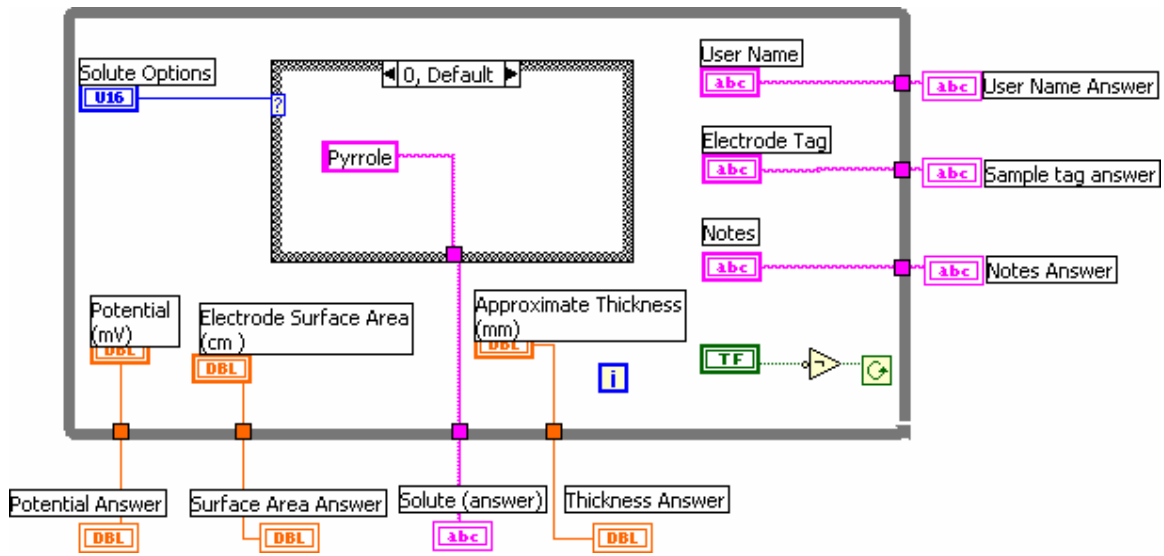 Solute Options
U16
0, Default
?
Pyrrole
User Name
abc
abc
User Name Answer
Electrode Tag
abc
abc
Sample tag answer
Notes
abc
abc
Notes Answer
Potential
(mV)
DBL
Electrode Surface Area
(cm )
DBL
Approximate Thickness
(mm)
DBL
i
TF
Potential Answer
DBL
Surface Area Answer
DBL
Solute (answer)
abc
Thickness Answer
DBL